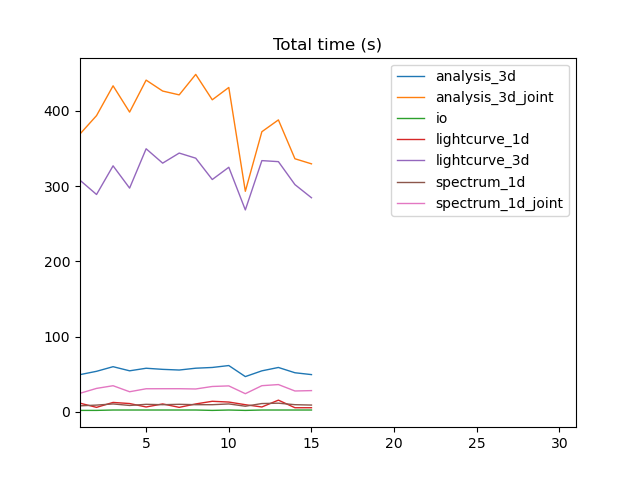 Total time (s)
analysis_3d
analysis_3d_joint
io
lightcurve_1d
lightcurve_3d
spectrum_1d
spectrum_1d_joint
400
300
200
100
0
5 10 15 20 25 30